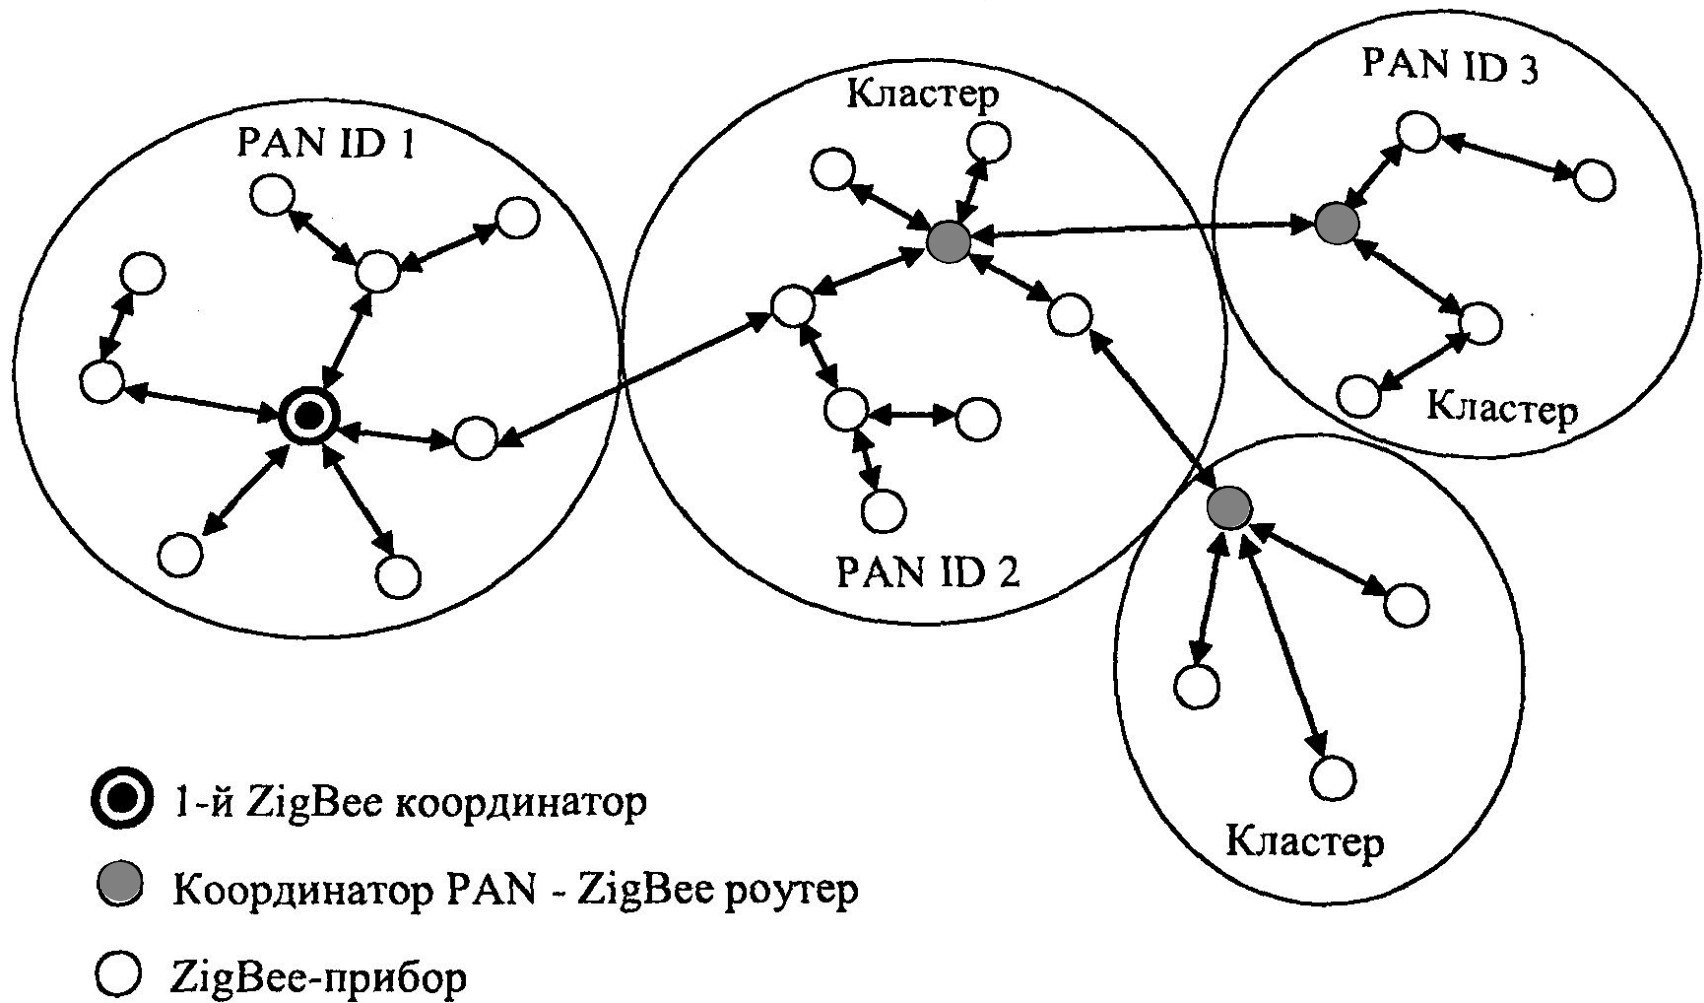 PAN ID 1
Кластер
PAN ID 2
PAN ID 3
Кластер
Кластер
1-й ZigBee координатор
Координатор PAN - ZigBee роутер
ZigBee-прибор